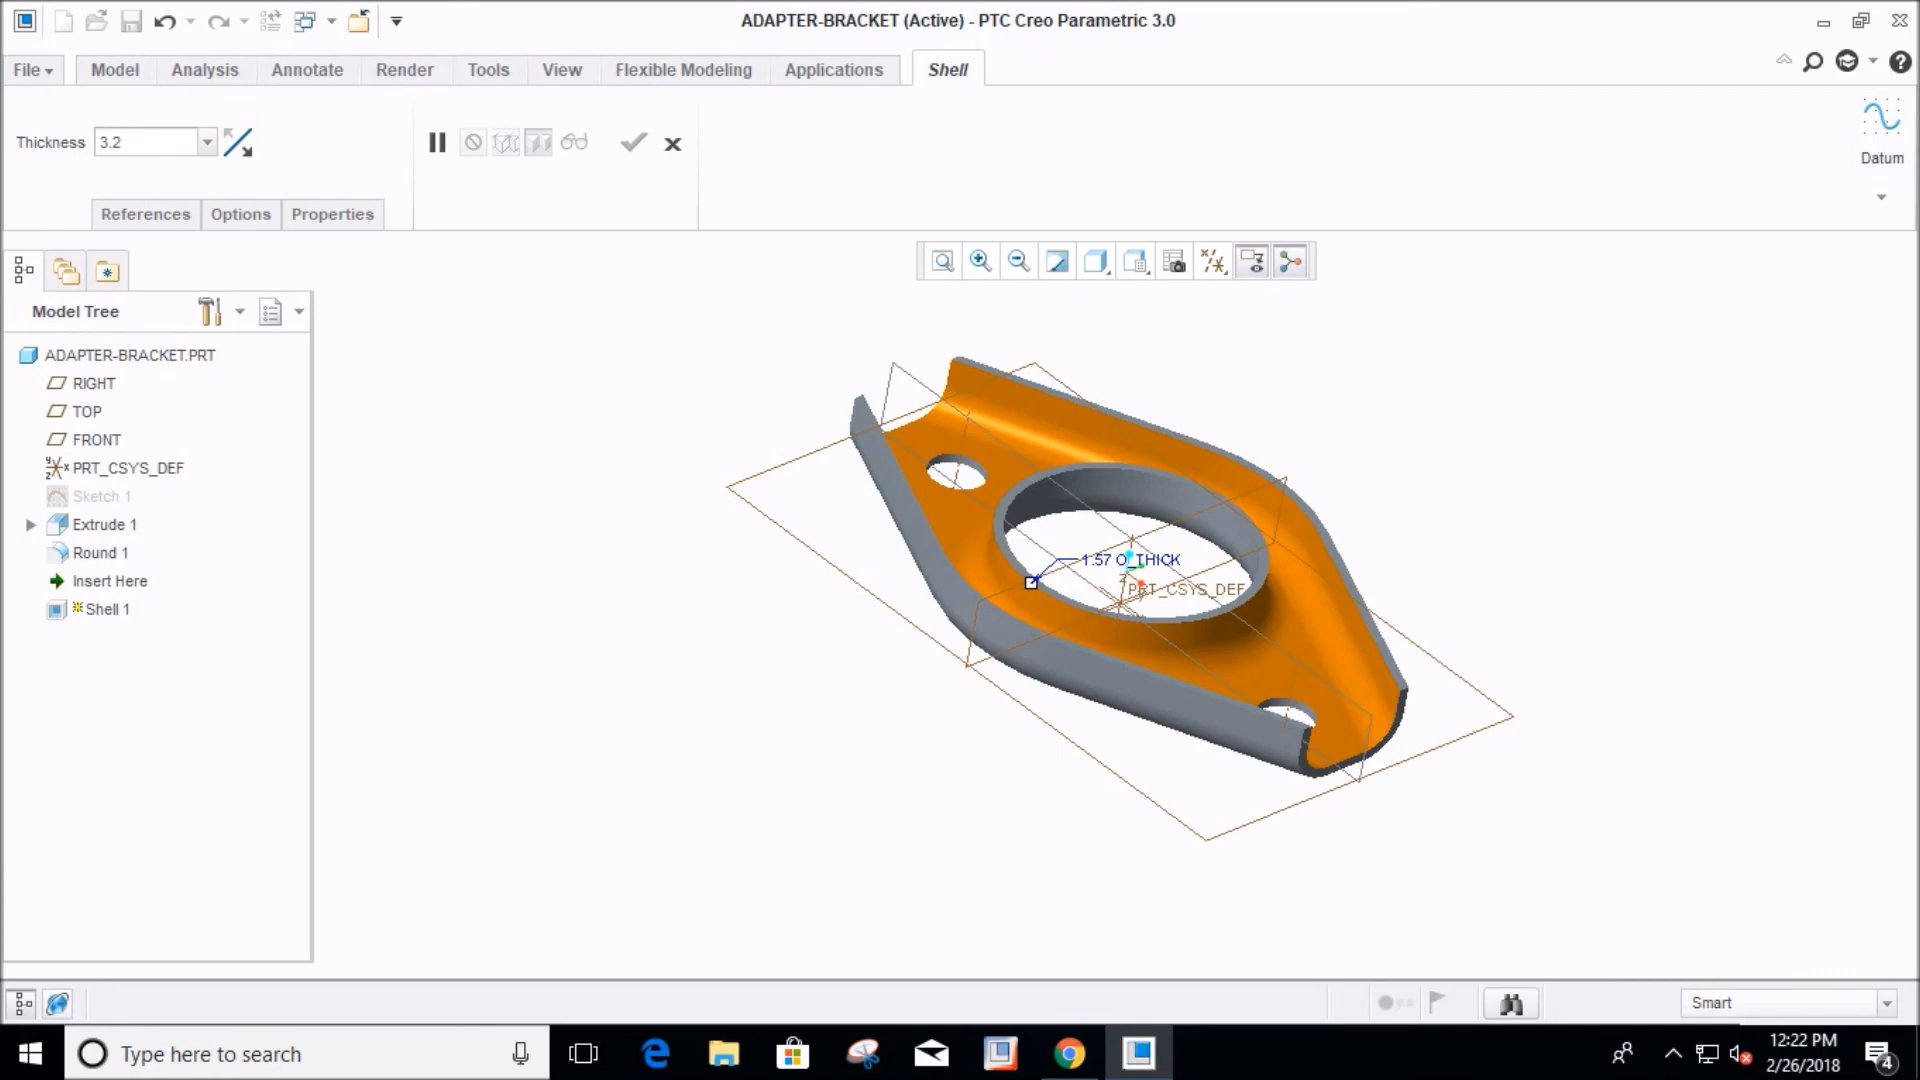 ADAPTER-BRACKET (Active) - PTC Creo Parametric 3.0
File Model Analysis Annotate Render Tools View Flexible Modeling Applications Shell
Thickness 3.2
Datum
References Options Properties
Model Tree
ADAPTER-BRACKET.PRT
RIGHT
TOP
FRONT
PRT_CSYS_DEF
Sketch 1
Extrude 1
Round 1
Insert Here
Shell 1
1.57 O_THICK
PRT_CSYS_DEF
Smart
Type here to search
12:22 PM
2/26/2018
4